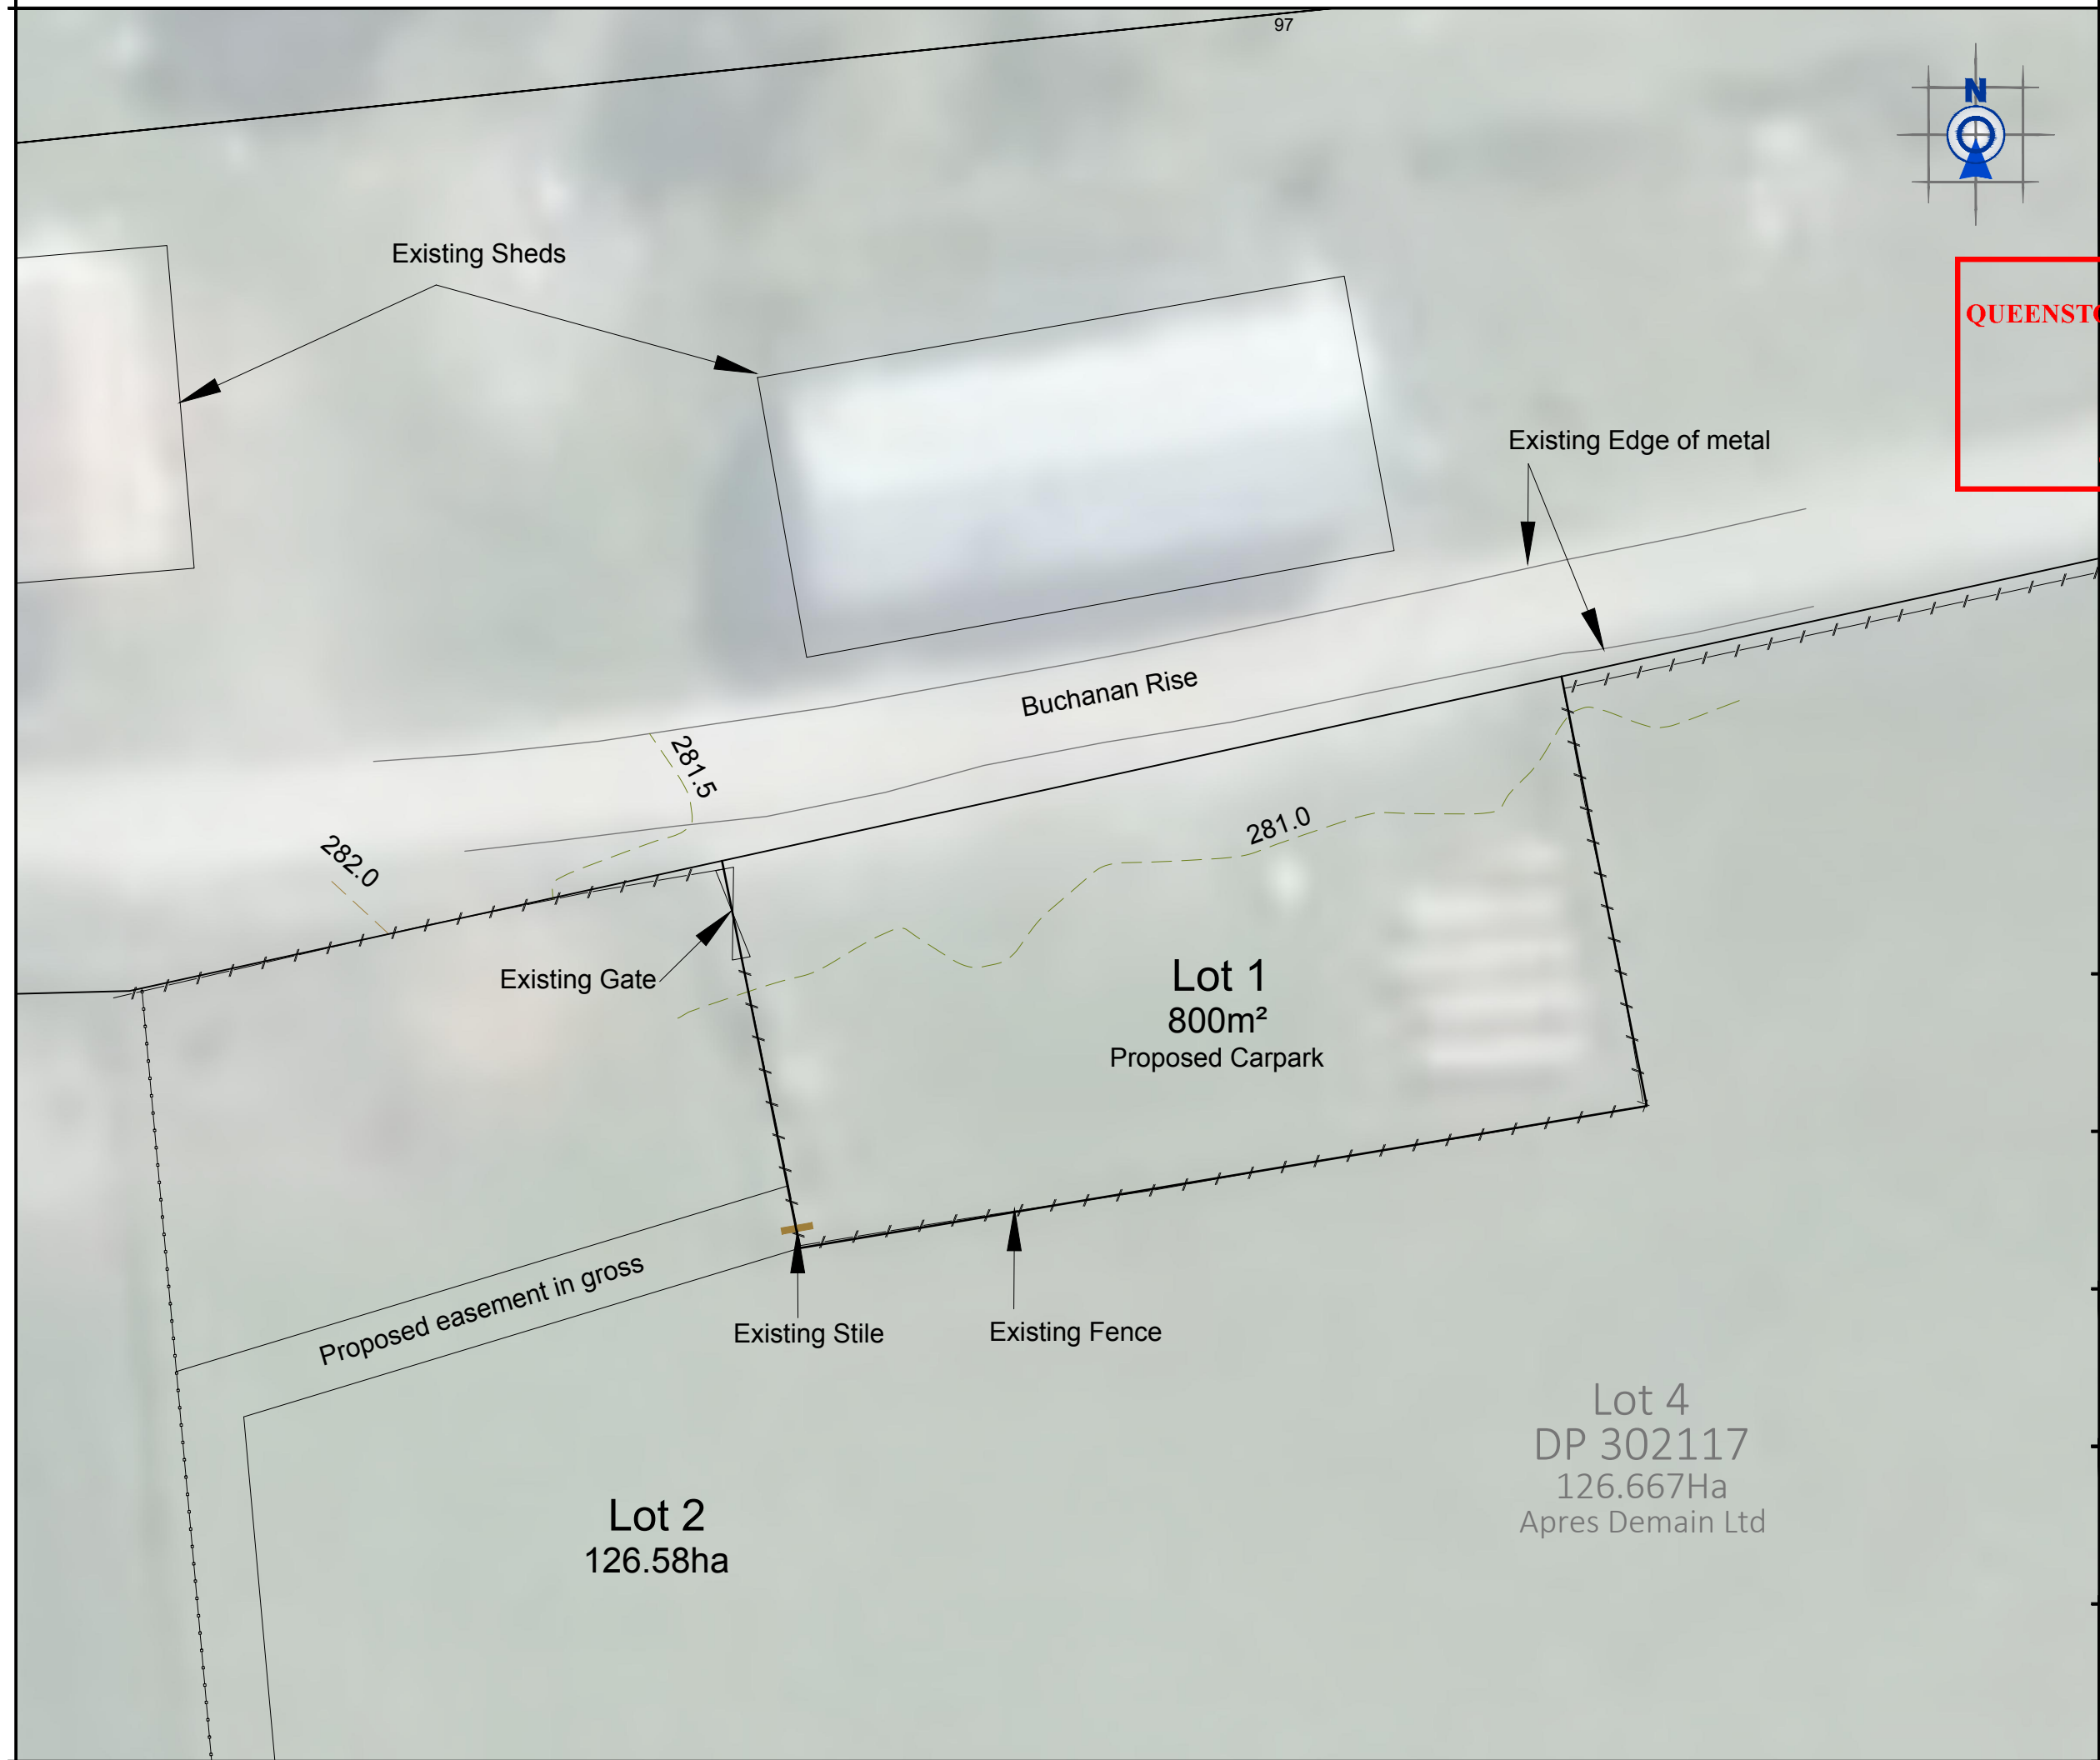 97
N
Existing Sheds
QUEENSTO
Existing Edge of metal
Buchanan Rise
281.5
281.0
282.0
Existing Gate
Lot 1
800m²
Proposed Carpark
Proposed easement in gross
Existing Stile
Existing Fence
Lot 4
DP 302117
126.667Ha
Apres Demain Ltd
Lot 2
126.58ha